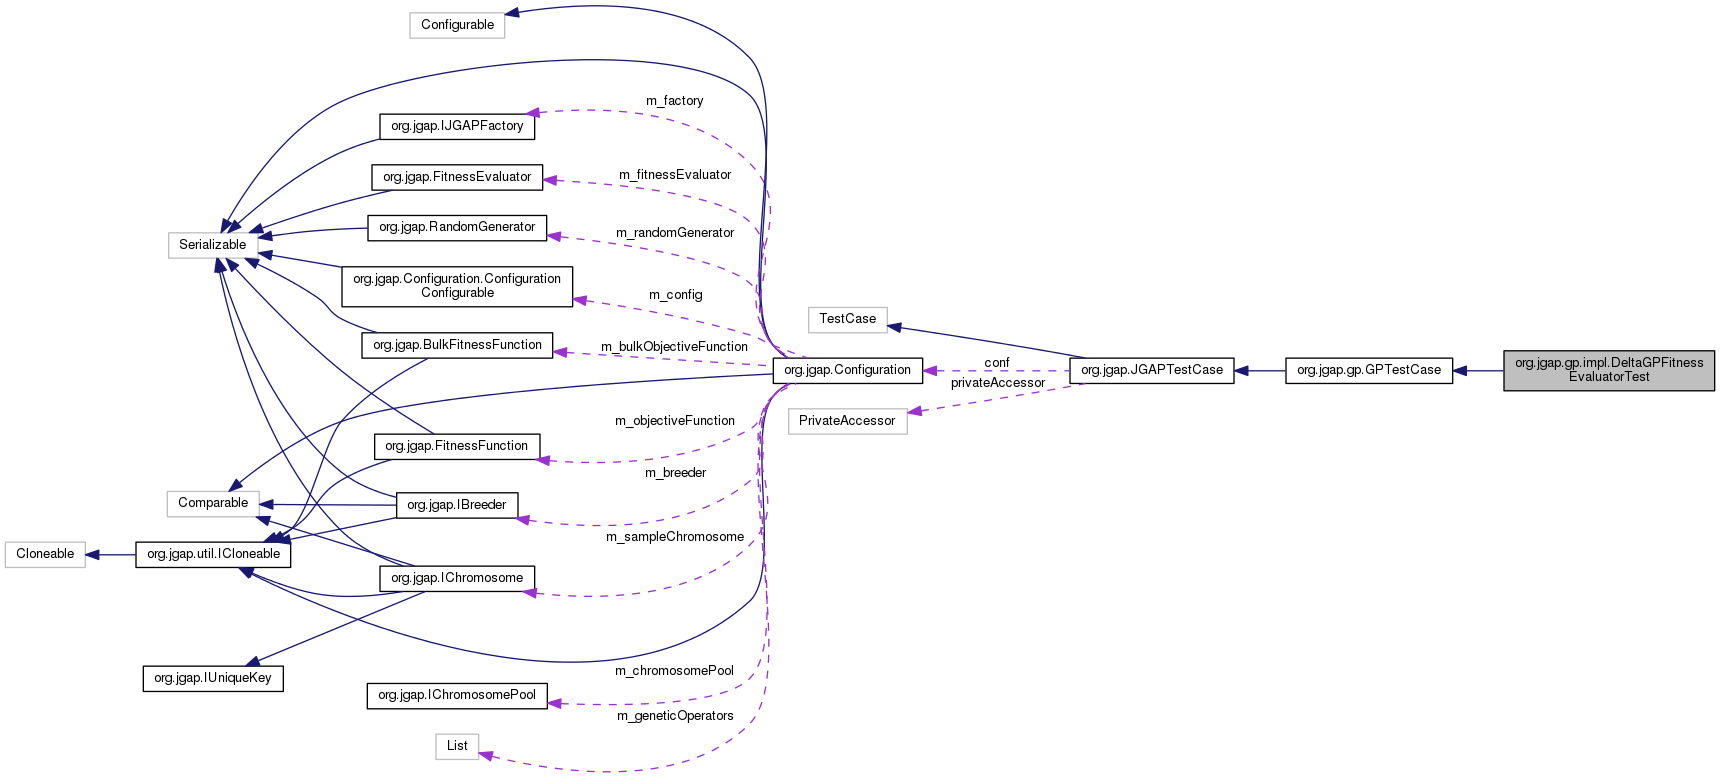 Configurable
m_factory
org.jgap.IJGAPFactory
m_fitnessEvaluator
org.jgap.FitnessEvaluator
org.jgap.RandomGenerator
m_randomGenerator
Serializable
org.jgap.Configuration.Configuration
Configurable
m_config
TestCase
org.jgap.BulkFitnessFunction
m_bulkObjectiveFunction
org.jgap.Configuration
conf
privateAccessor
org.jgap.JGAPTestCase
org.jgap.gp.GPTestCase
org.jgap.gp.impl.DeltaGPFitness
EvaluatorTest
PrivateAccessor
m_objectiveFunction
org.jgap.FitnessFunction
m_breeder
Comparable
org.jgap.IBreeder
m_sampleChromosome
Cloneable
org.jgap.util.ICloneable
org.jgap.IChromosome
org.jgap.IUniqueKey
m_chromosomePool
org.jgap.IChromosomePool
m_geneticOperators
List